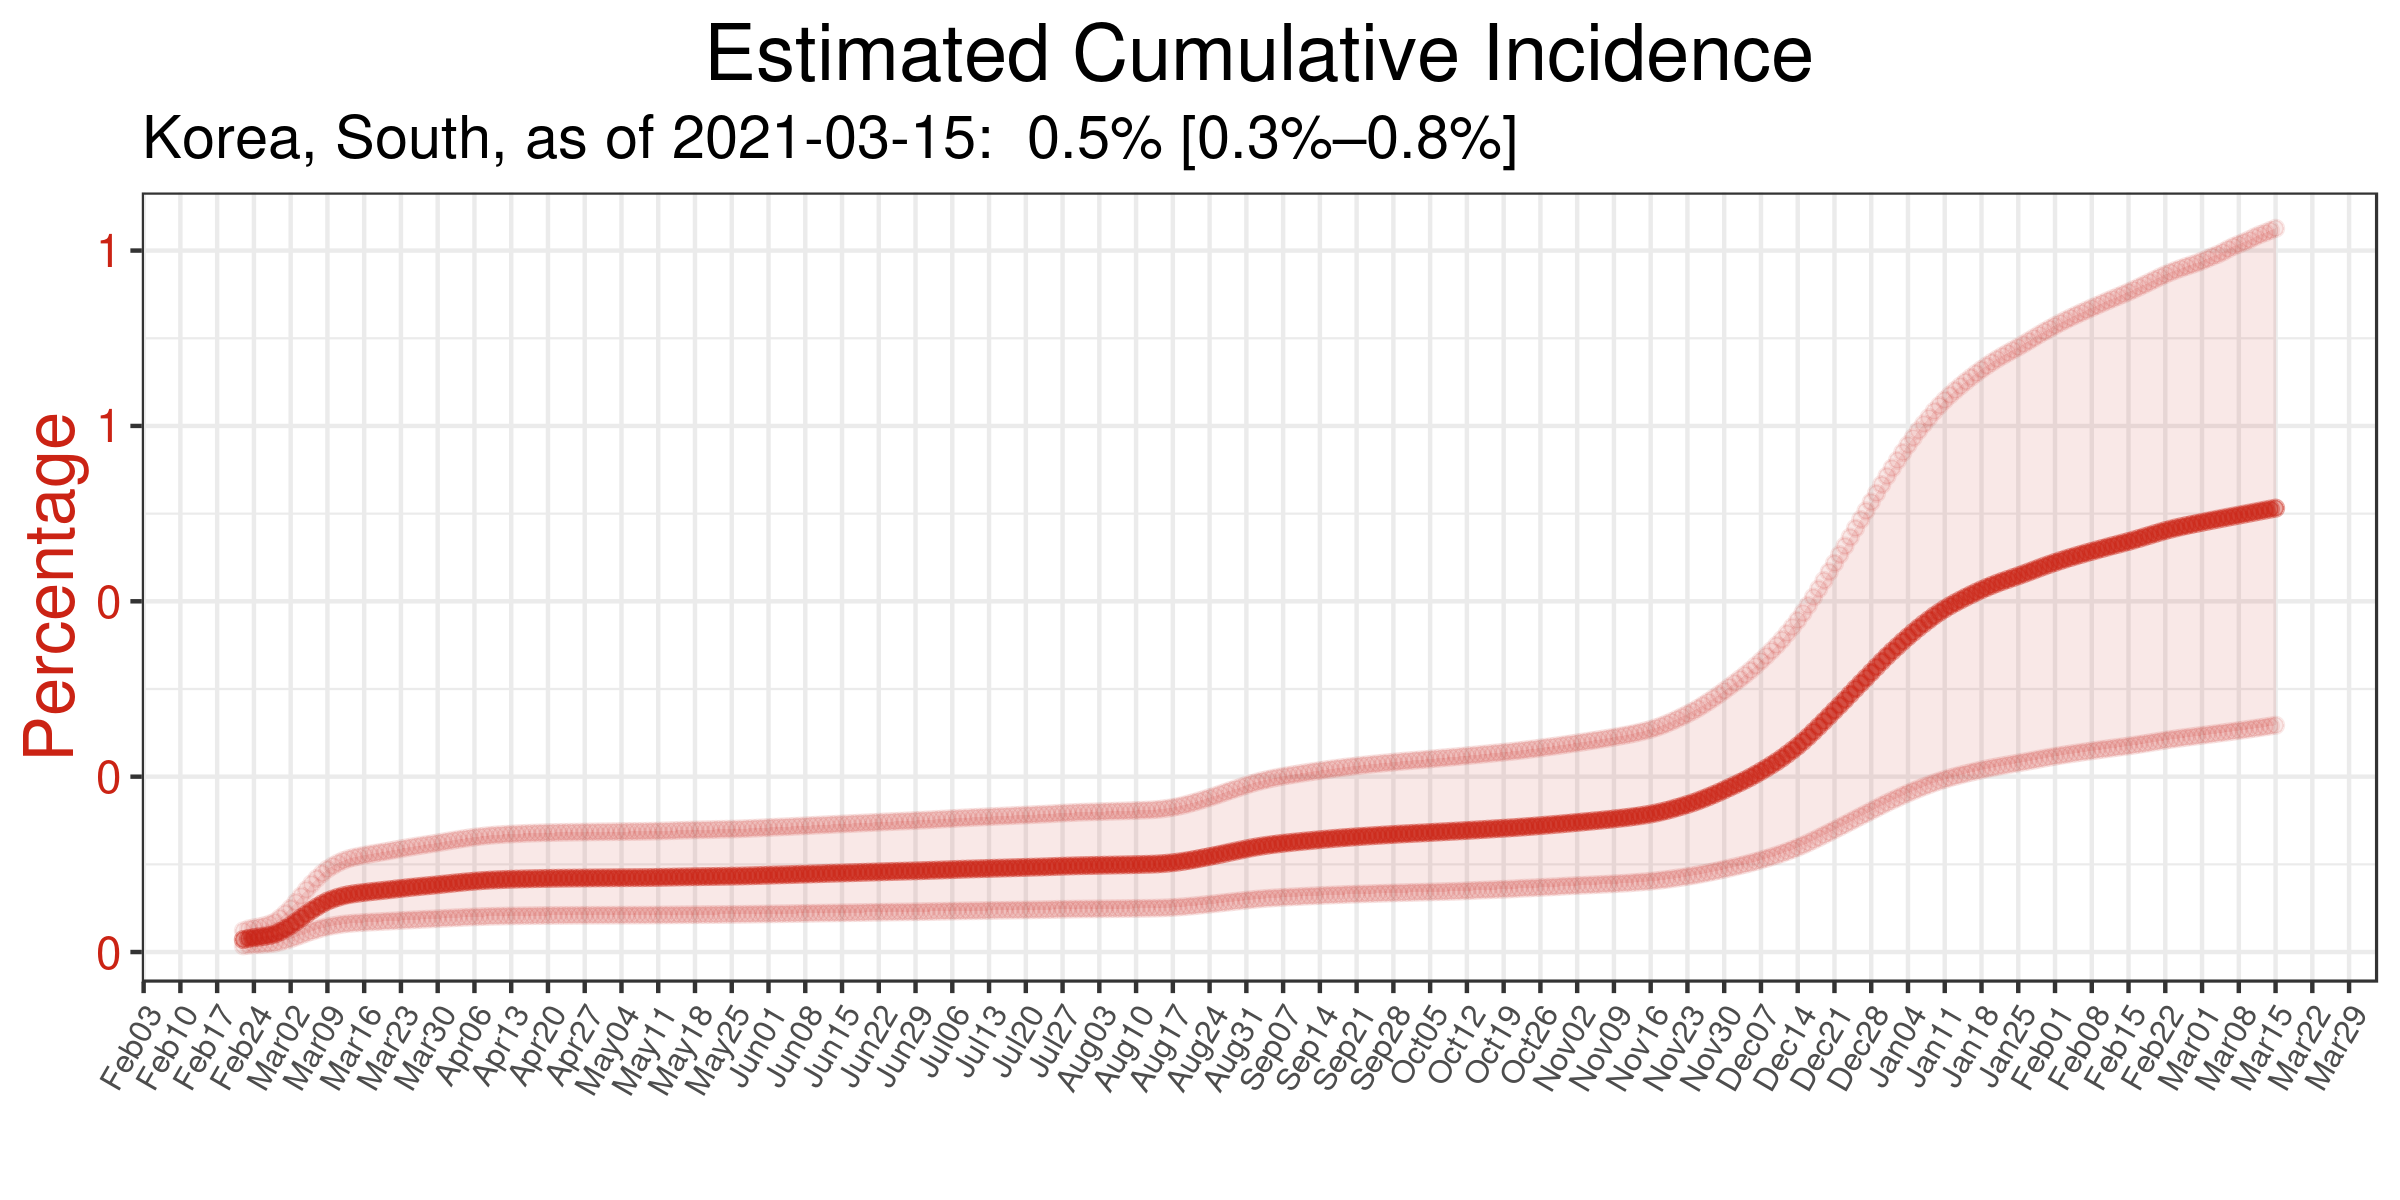 Estimated Cumulative Incidence
Korea, South, as of 2021-03-15:  0.5% [0.3%–0.8%]
Percentage
1
1
0
0
0
Feb03
Feb10
Feb17
Feb24
Mar02
Mar09
Mar16
Mar23
Mar30
Apr06
Apr13
Apr20
Apr27
May04
May11
May18
May25
Jun01
Jun08
Jun15
Jun22
Jun29
Jul06
Jul13
Jul20
Jul27
Aug03
Aug10
Aug17
Aug24
Aug31
Sep07
Sep14
Sep21
Sep28
Oct05
Oct12
Oct19
Oct26
Nov02
Nov09
Nov16
Nov23
Nov30
Dec07
Dec14
Dec21
Dec28
Jan04
Jan11
Jan18
Jan25
Feb01
Feb08
Feb15
Feb22
Mar01
Mar08
Mar15
Mar22
Mar29